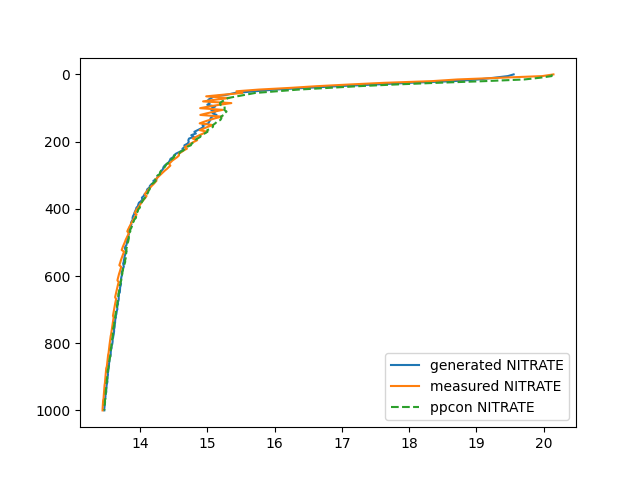 0
200
400
600
800
1000
14 15 16 17 18 19 20
generated NITRATE
measured NITRATE
ppcon NITRATE